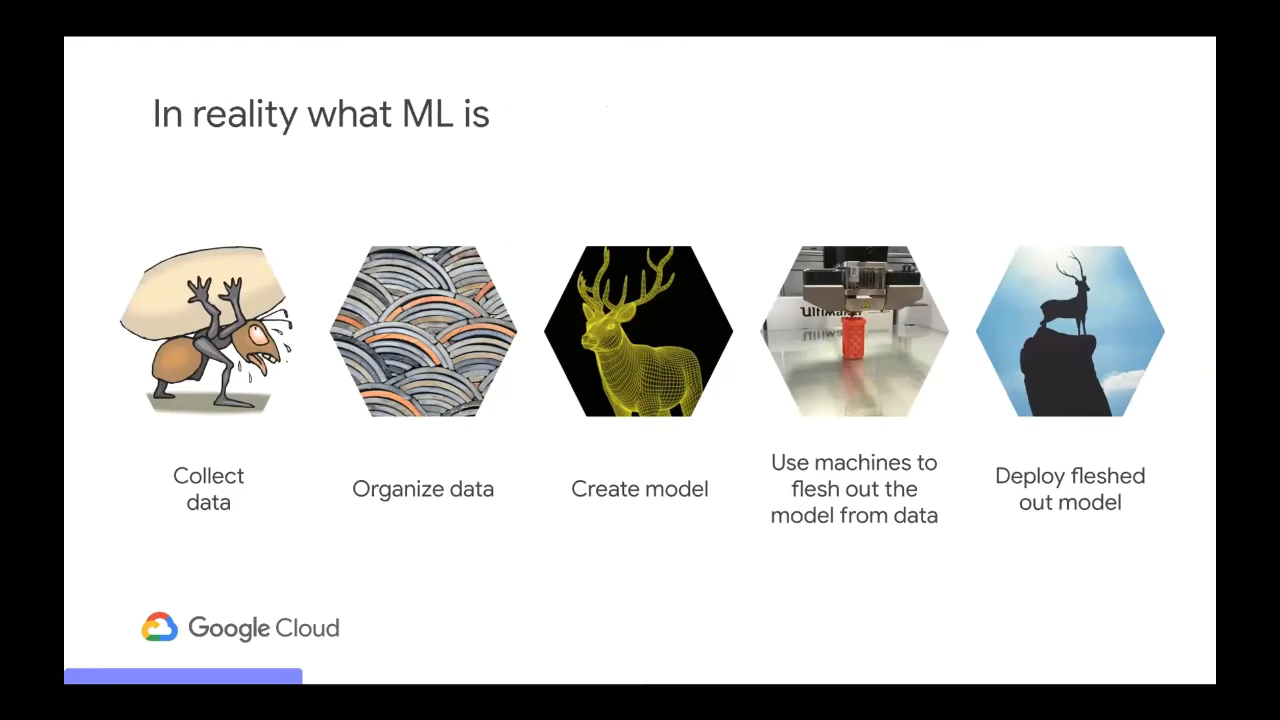 In reality what ML is
Ultimaker
Collect
data
Organize data
Create model
Use machines to
flesh out the
model from data
Deploy fleshed
out model
Google Cloud